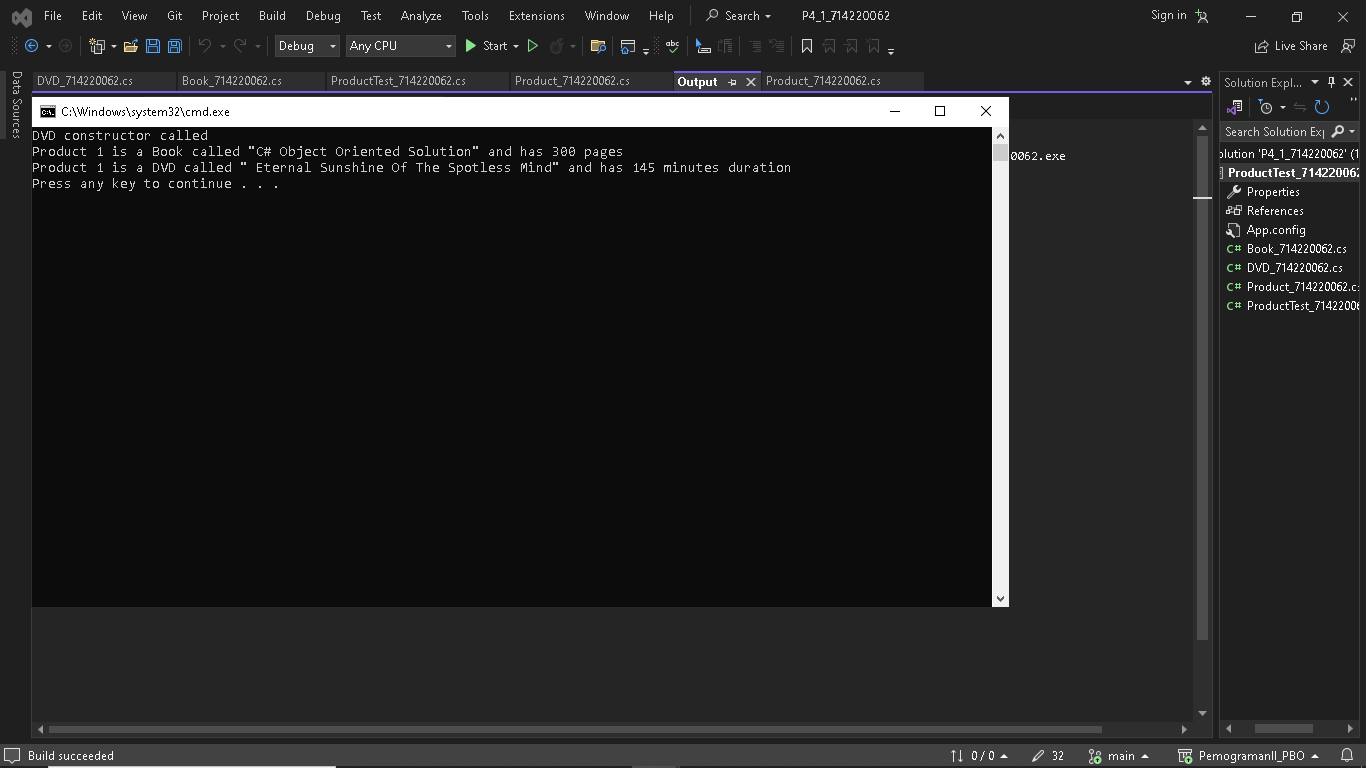 File Edit View Git Project Build Debug Test Analyze Tools Extensions Window Help Search P4_1_714220062 Sign in
Debug Any CPU Start Live Share
Data Sources
DVD_714220062.cs Book_714220062.cs ProductTest_714220062.cs Product_714220062.cs Output Product_714220062.cs
C:\Windows\system32\cmd.exe
DVD constructor called
Product 1 is a Book called "C# Object Oriented Solution" and has 300 pages
Product 1 is a DVD called " Eternal Sunshine Of The Spotless Mind" and has 145 minutes duration
Press any key to continue . . .
0062.exe
Solution Expl...
Search Solution Exp
olution 'P4_1_714220062' (1
ProductTest_71422006
Properties
References
App.config
C# Book_714220062.cs
C# DVD_714220062.cs
C# Product_714220062.c
C# ProductTest_7142200
Build succeeded 0 / 0 32 main PemogramanII_PBO